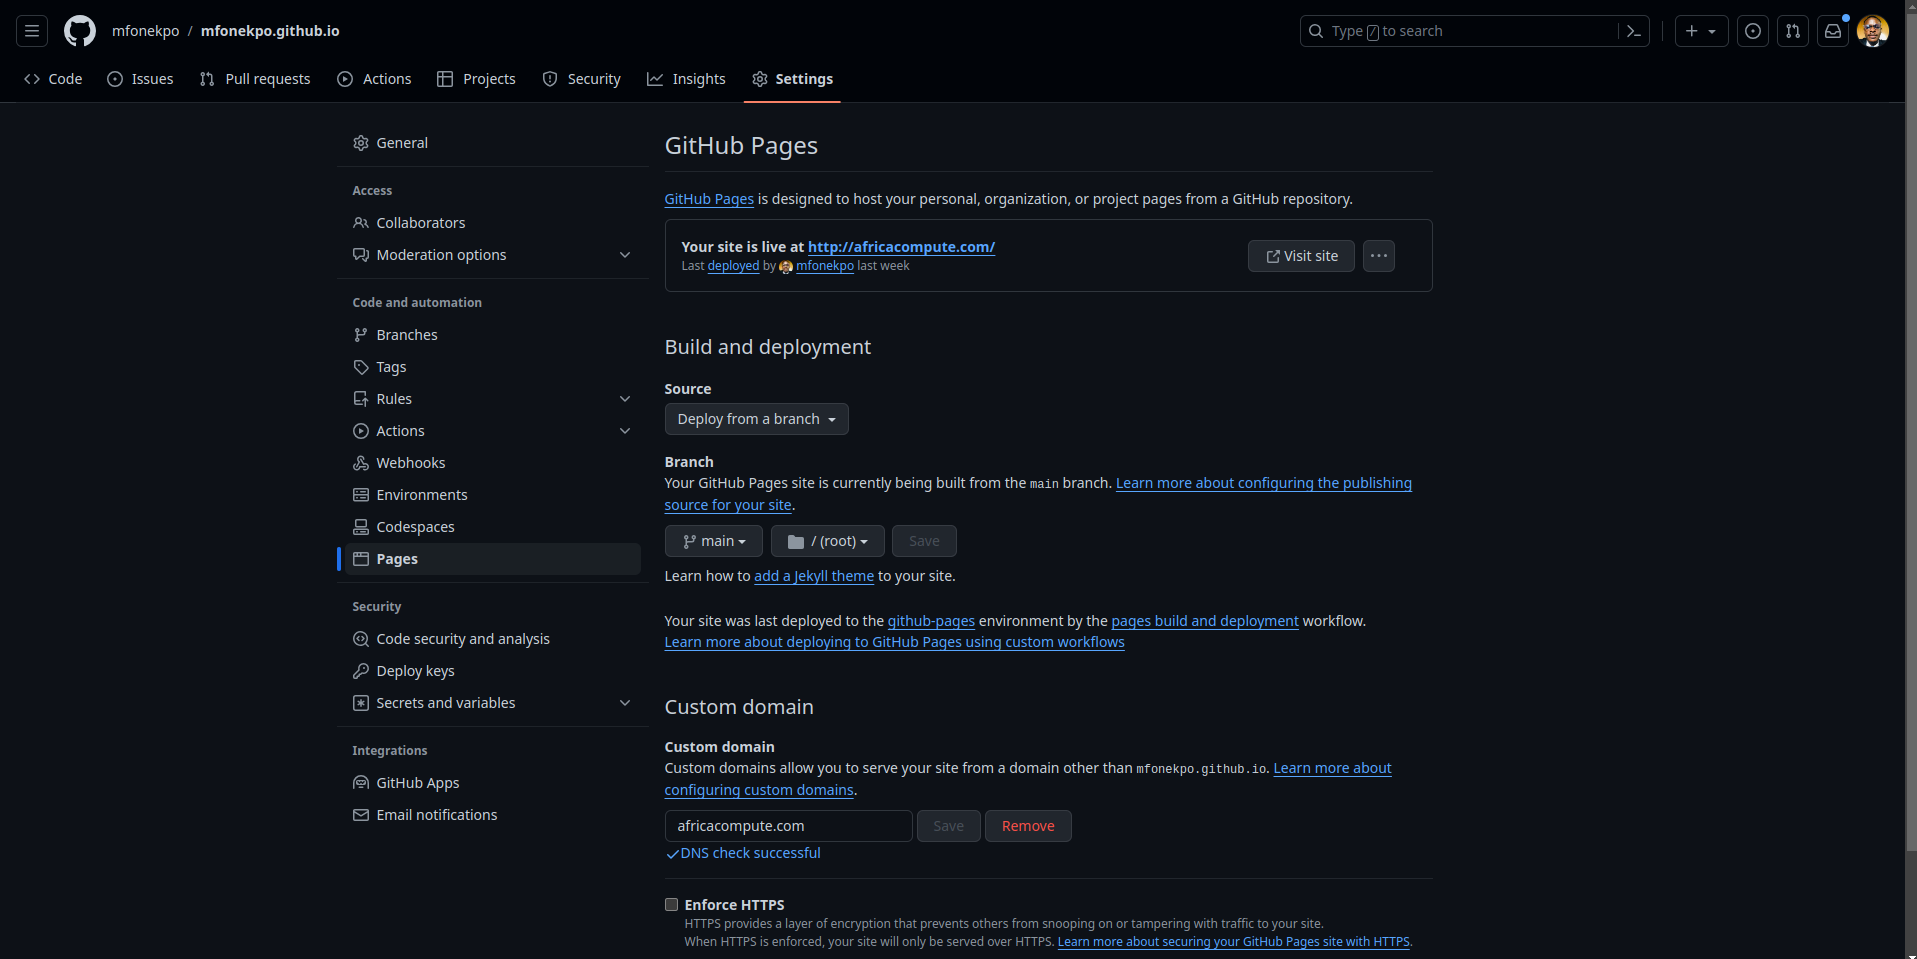 mfonekpo / mfonekpo.github.io
Type / to search
Code
Issues
Pull requests
Actions
Projects
Security
Insights
Settings
General
Access
Collaborators
Moderation options
Code and automation
Branches
Tags
Rules
Actions
Webhooks
Environments
Codespaces
Pages
Security
Code security and analysis
Deploy keys
Secrets and variables
Integrations
GitHub Apps
Email notifications
GitHub Pages
GitHub Pages is designed to host your personal, organization, or project pages from a GitHub repository.
Your site is live at http://africacompute.com/
Last deployed by mfonekpo last week
Visit site
Build and deployment
Source
Deploy from a branch
Branch
Your GitHub Pages site is currently being built from the main branch. Learn more about configuring the publishing
source for your site.
main
/ (root)
Save
Learn how to add a Jekyll theme to your site.
Your site was last deployed to the github-pages environment by the pages build and deployment workflow.
Learn more about deploying to GitHub Pages using custom workflows
Custom domain
Custom domain
Custom domains allow you to serve your site from a domain other than mfonekpo.github.io. Learn more about
configuring custom domains.
africacompute.com
Save
Remove
DNS check successful
Enforce HTTPS
HTTPS provides a layer of encryption that prevents others from snooping on or tampering with traffic to your site.
When HTTPS is enforced, your site will only be served over HTTPS. Learn more about securing your GitHub Pages site with HTTPS.